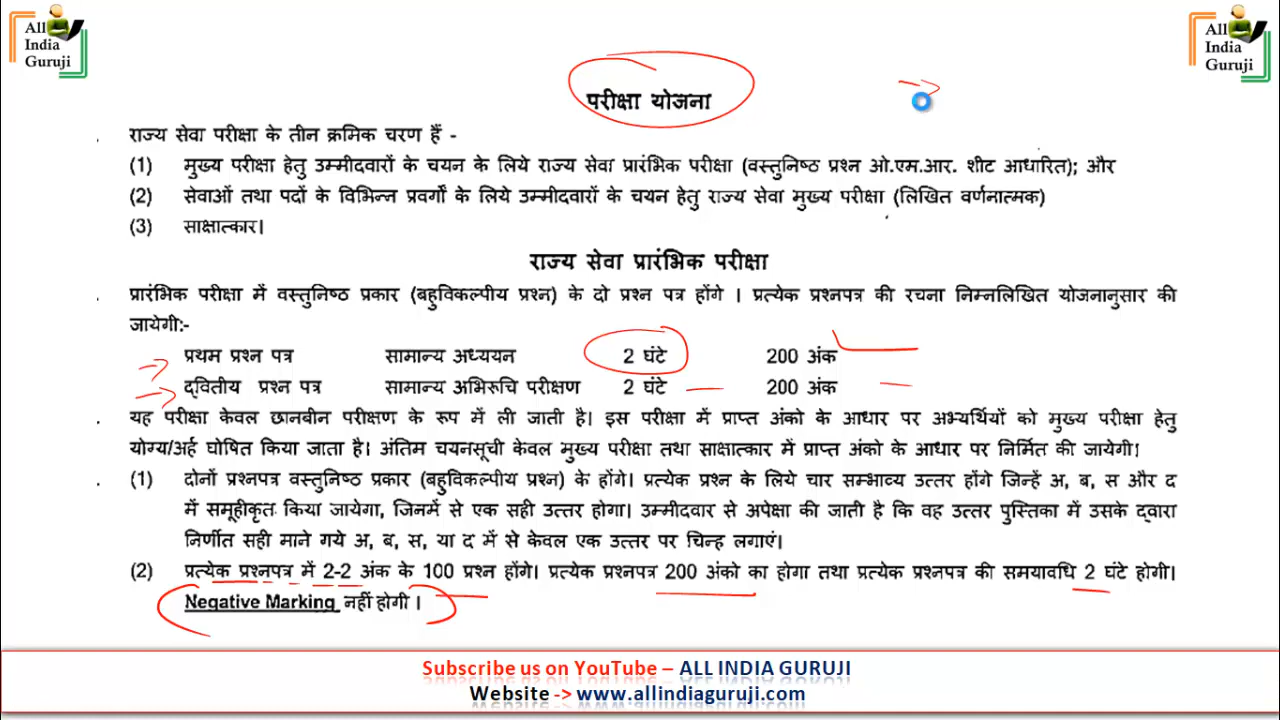 All
India
Guruji
All
India
Guruji
परीक्षा योजना
. राज्य सेवा परीक्षा के तीन क्रमिक चरण हैं -
(1) मुख्य परीक्षा हेतु उम्मीदवारों के चयन के लिये राज्य सेवा प्रारंभिक परीक्षा (वस्तुनिष्ठ प्रश्न ओ.एम.आर. शीट आधारित); और
(2) सेवाओं तथा पदों के विभिन्न प्रवर्गों के लिये उम्मीदवारों के चयन हेतु राज्य सेवा मुख्य परीक्षा (लिखित वर्णनात्मक)
(3) साक्षात्कार।
राज्य सेवा प्रारंभिक परीक्षा
. प्रारंभिक परीक्षा में वस्तुनिष्ठ प्रकार (बहुविकल्पीय प्रश्न) के दो प्रश्न पत्र होंगे । प्रत्येक प्रश्नपत्र की रचना निम्नलिखित योजनानुसार की
जायेगी:-
प्रथम प्रश्न पत्र सामान्य अध्ययन 2 घंटे 200 अंक
द्वितीय प्रश्न पत्र सामान्य अभिरूचि परीक्षण 2 घंटे 200 अंक
. यह परीक्षा केवल छानबीन परीक्षण के रूप में ली जाती है। इस परीक्षा में प्राप्त अंको के आधार पर अभ्यर्थियों को मुख्य परीक्षा हेतु
योग्य/अर्ह घोषित किया जाता है। अंतिम चयनसूची केवल मुख्य परीक्षा तथा साक्षात्कार में प्राप्त अंको के आधार पर निर्मित की जायेगी।
. (1) दोनों प्रश्नपत्र वस्तुनिष्ठ प्रकार (बहुविकल्पीय प्रश्न) के होंगे। प्रत्येक प्रश्न के लिये चार सम्भाव्य उत्तर होंगे जिन्हें अ, ब, स और द
में समूहीकृत किया जायेगा, जिनमें से एक सही उत्तर होगा। उम्मीदवार से अपेक्षा की जाती है कि वह उत्तर पुस्तिका में उसके द्वारा
निर्णीत सही माने गये अ, ब, स, या द में से केवल एक उत्तर पर चिन्ह लगाएं।
(2) प्रत्येक प्रश्नपत्र में 2-2 अंक के 100 प्रश्न होंगे। प्रत्येक प्रश्नपत्र 200 अंको का होगा तथा प्रत्येक प्रश्नपत्र की समयावधि 2 घंटे होगी।
Negative Marking नहीं होगी ।
Subscribe us on YouTube – ALL INDIA GURUJI
Website -> www.allindiaguruji.com